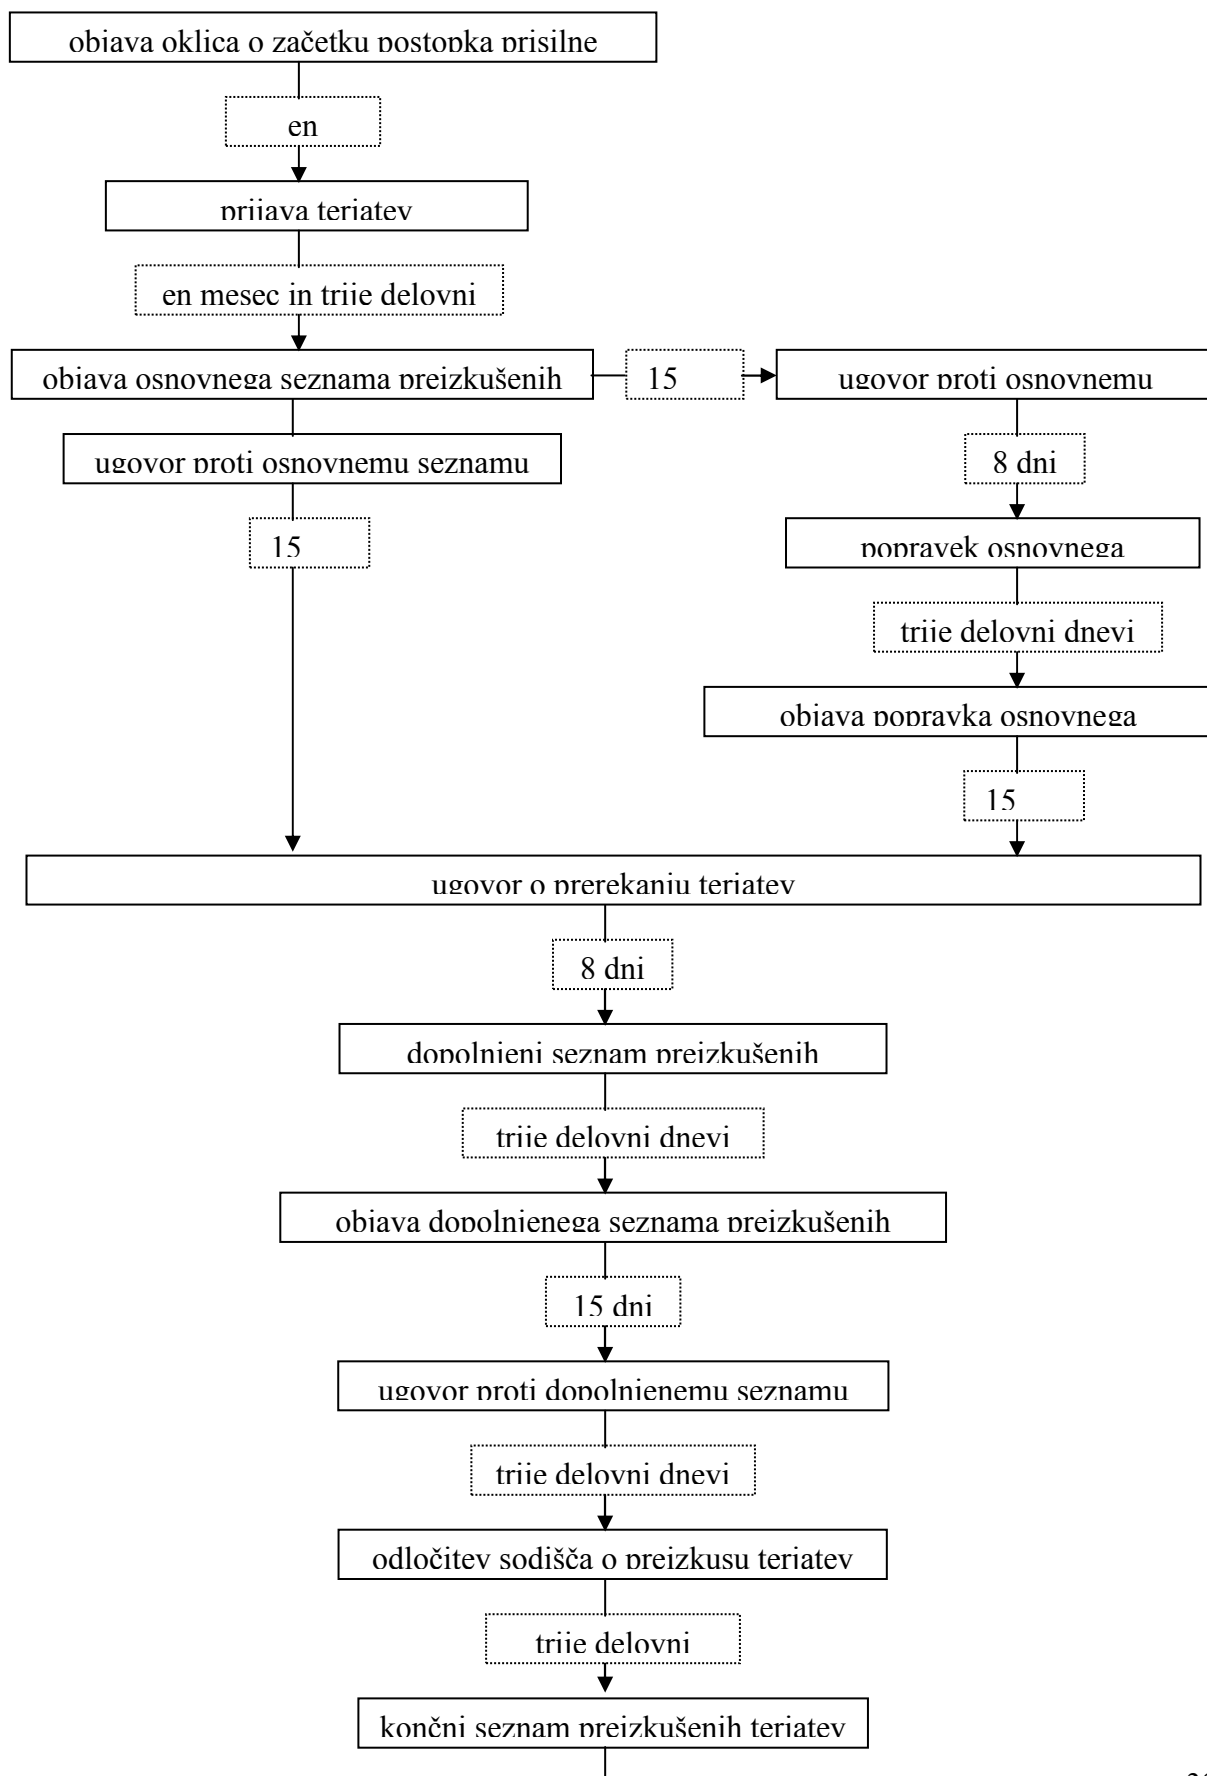 objava oklica o začetku postopka prisilne
en
prijava terjatev
en mesec in trije delovni
objava osnovnega seznama preizkušenih
15
ugovor proti osnovnemu
ugovor proti osnovnemu seznamu
8 dni
15
popravek osnovnega
trije delovni dnevi
objava popravka osnovnega
15
ugovor o prerekanju terjatev
8 dni
dopolnjeni seznam preizkušenih
trije delovni dnevi
objava dopolnjenega seznama preizkušenih
15 dni
ugovor proti dopolnjenemu seznamu
trije delovni dnevi
odločitev sodišča o preizkusu terjatev
trije delovni
končni seznam preizkušenih terjatev